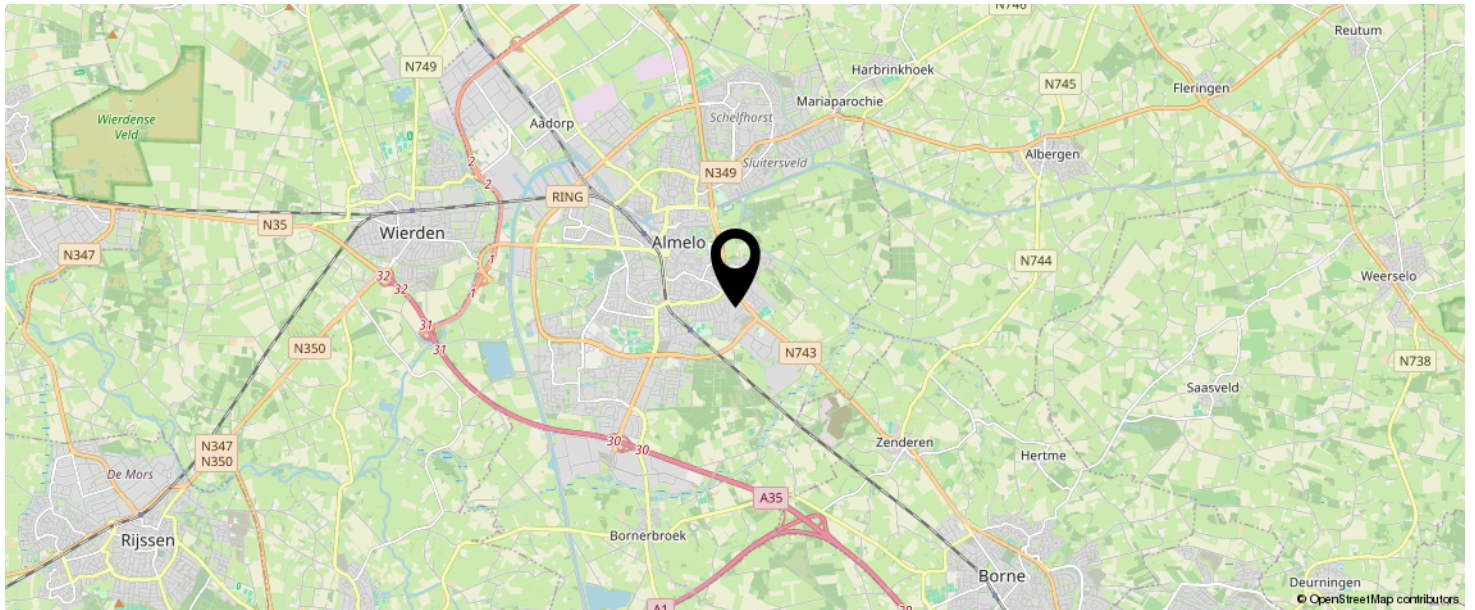 N746
Reutum
N749
Harbrinkhoek
N745
Fleringen
Mariaparochie
Wierdense
Veld
Aadorp
Schelfhorst
Albergen
Sluitersveld
2
2
N349
RING
N35
Wierden
Almelo
N347
1
N744
Weerselo
32
32
1
31
31
N350
N743
N738
Saasveld
30
30
N347
N350
Zenderen
Hertme
De Mors
A35
Rijssen
Bornerbroek
Borne
Deurningen
A1
29
© OpenStreetMap contributors